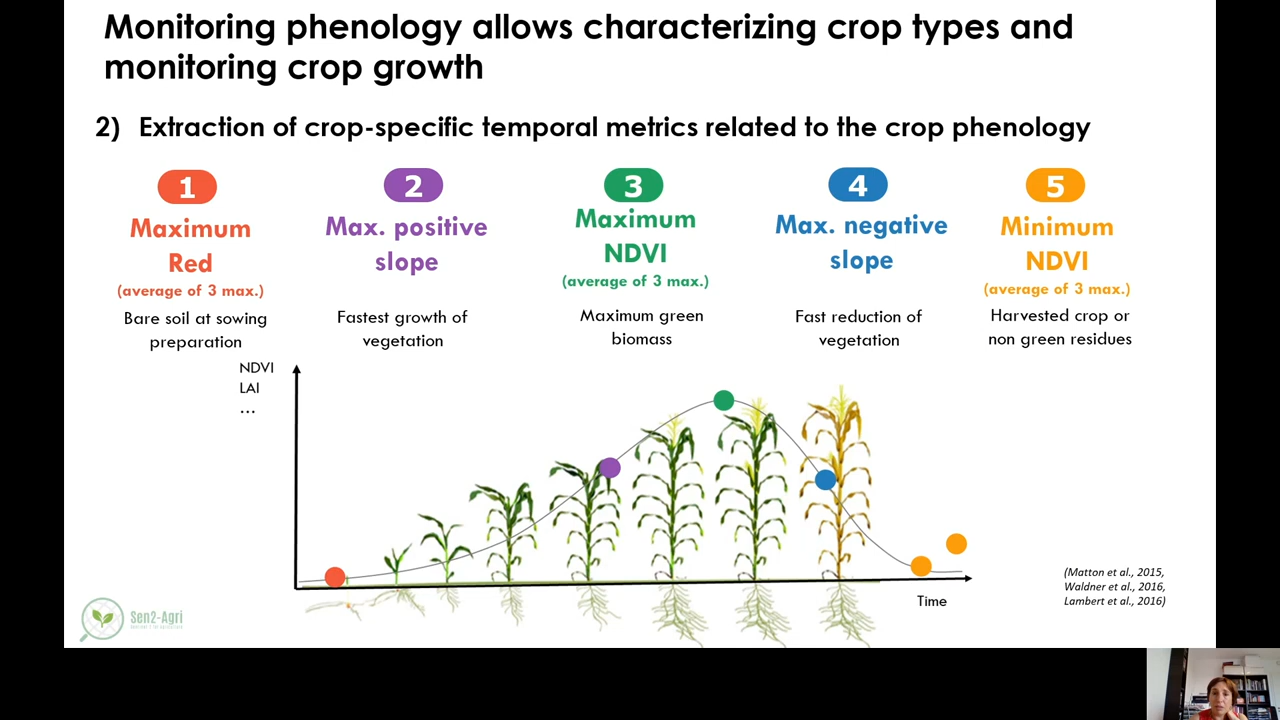 Monitoring phenology allows characterizing crop types and
monitoring crop growth
2) Extraction of crop-specific temporal metrics related to the crop phenology
1
Maximum
Red
(average of 3 max.)
Bare soil at sowing
preparation
2
Max. positive
slope
Fastest growth of
vegetation
3
Maximum
NDVI
(average of 3 max.)
Maximum green
biomass
4
Max. negative
slope
Fast reduction of
vegetation
5
Minimum
NDVI
(average of 3 max.)
Harvested crop or
non green residues
NDVI
LAI
...
Time
(Matton et al., 2015,
Waldner et al., 2016,
Lambert et al., 2016)
Sen2-Agri